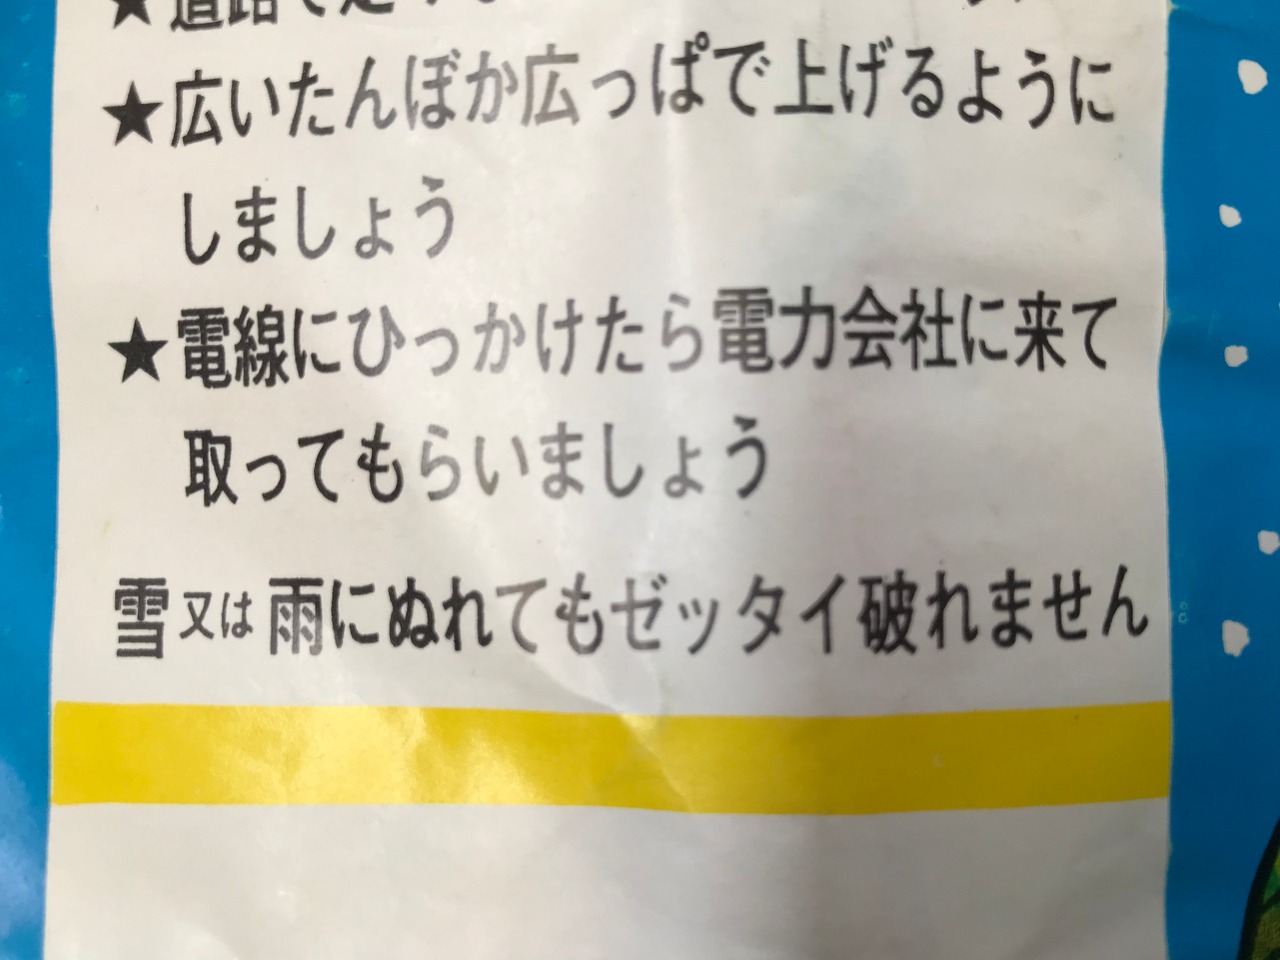 ★道路で
★広いたんぼか広っぱで上げるように
しましょう
★電線にひっかけたら電力会社に来て
取ってもらいましょう
雪又は雨にぬれてもゼッタイ破れません